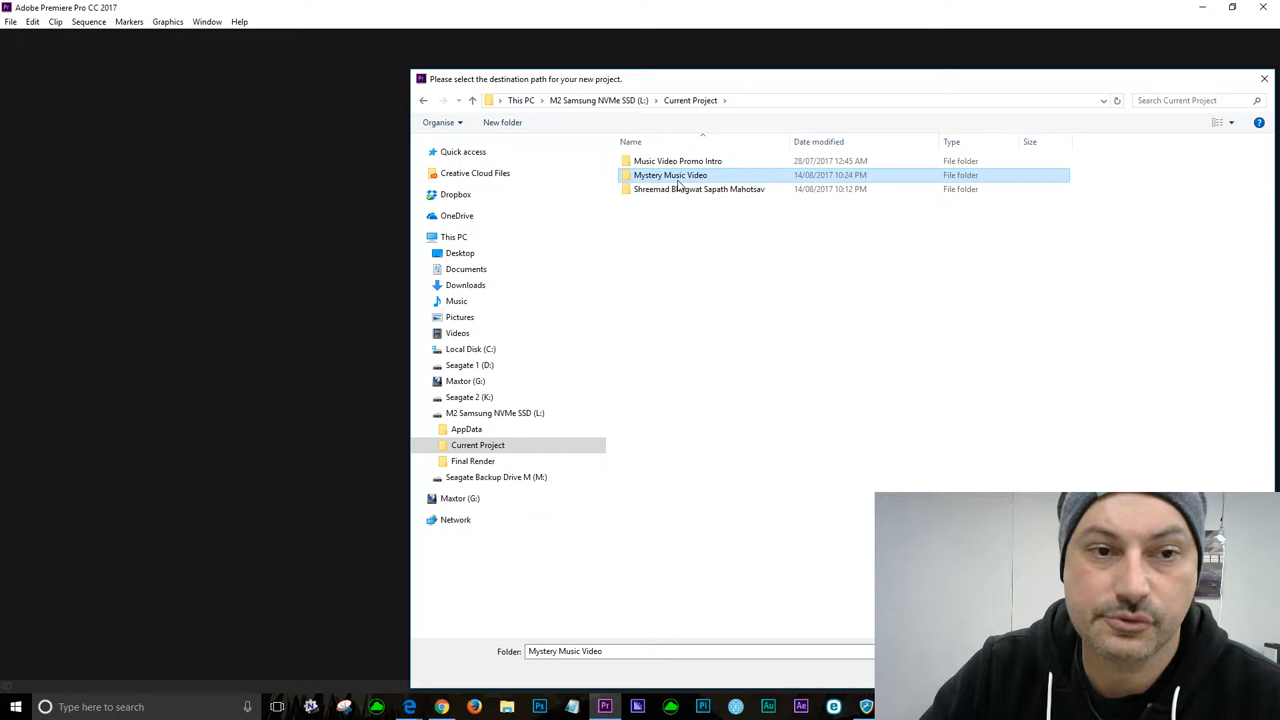 Adobe Premiere Pro CC 2017
File Edit Clip Sequence Markers Graphics Window Help
Pr Please select the destination path for your new project.
This PC > M2 Samsung NVMe SSD (L:) > Current Project >
Search Current Project
Organise New folder
Name Date modified Type Size
Music Video Promo Intro 28/07/2017 12:45 AM File folder
Mystery Music Video 14/08/2017 10:24 PM File folder
Shreemad Bhagwat Sapath Mahotsav 14/08/2017 10:12 PM File folder
Quick access
Creative Cloud Files
Dropbox
OneDrive
This PC
Desktop
Documents
Downloads
Music
Pictures
Videos
Local Disk (C:)
Seagate 1 (D:)
Maxtor (G:)
Seagate 2 (K:)
M2 Samsung NVMe SSD (L:)
AppData
Current Project
Final Render
Seagate Backup Drive M (M:)
Maxtor (G:)
Network
Folder: Mystery Music Video
Type here to search
Ps Pr Pl Au Ae